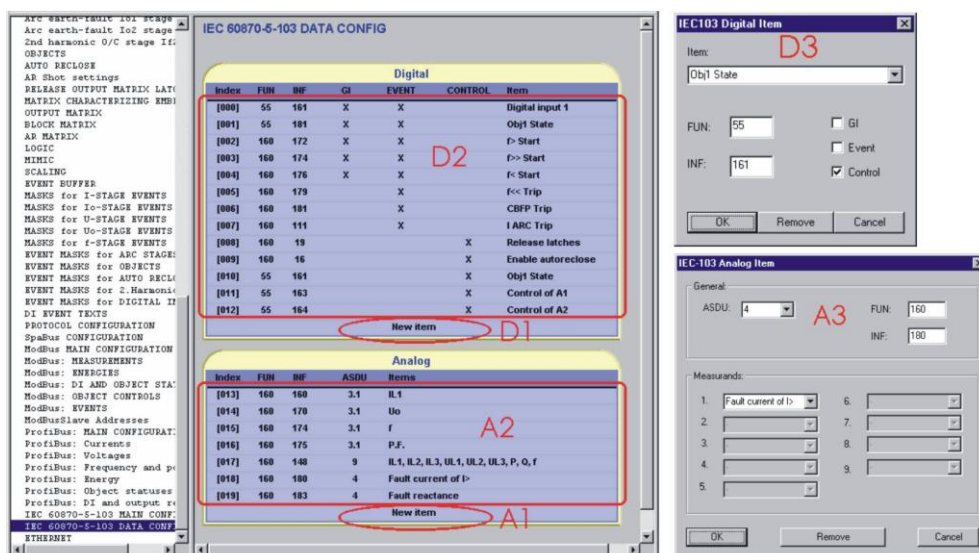 Arc earth-fault Io1 stage
Arc earth-fault Io2 stage
2nd harmonic O/C stage If2
OBJECTS
AUTO RECLOSE
AR Shot settings
RELEASE OUTPUT MATRIX LATC
MATRIX CHARACTERIZING EMBE
OUTPUT MATRIX
BLOCK MATRIX
AR MATRIX
LOGIC
MIMIC
SCALING
EVENT BUFFER
MASKS for I-STAGE EVENTS
MASKS for Io-STAGE EVENTS
MASKS for U-STAGE EVENTS
MASKS for Uo-STAGE EVENTS
MASKS for f-STAGE EVENTS
EVENT MASKS for ARC STAGES
EVENT MASKS for OBJECTS
EVENT MASKS for AUTO RECLO
EVENT MASKS for 2.Harmonic
EVENT MASKS for DIGITAL IN
DI EVENT TEXTS
PROTOCOL CONFIGURATION
SpaBus CONFIGURATION
ModBus MAIN CONFIGURATION
ModBus: MEASUREMENTS
ModBus: ENERGIES
ModBus: DI AND OBJECT STAT
ModBus: OBJECT CONTROLS
ModBus: EVENTS
ModBusSlave Addresses
ProfiBus: MAIN CONFIGURAT
ProfiBus: Currents
ProfiBus: Voltages
ProfiBus: Frequency and po
ProfiBus: Energy
ProfiBus: Object statuses
ProfiBus: DI and output re
IEC 60870-5-103 MAIN CONF
IEC 60870-5-103 DATA CONF
ETHERNET
IEC 60870-5-103 DATA CONFIG
Digital
Index FUN INF GI EVENT CONTROL Item
[000] 55 161 X X Digital input 1
[001] 55 181 X X Obj1 State
[002] 160 172 X X f> Start
[003] 160 174 X X f>> Start
[004] 160 176 X X f< Start
[005] 160 179 X f<< Trip
[006] 160 181 X CBFP Trip
[007] 160 111 X I ARC Trip
[008] 160 19 X Release latches
[009] 160 16 X Enable autoreclose
[010] 55 161 X Obj1 State
[011] 55 163 X Control of A1
[012] 55 164 X Control of A2
D2
New item
D1
Analog
Index FUN INF ASDU Items
[013] 160 160 3.1 IL1
[014] 160 170 3.1 Uo
[015] 160 174 3.1 f
[016] 160 175 3.1 P.F.
[017] 160 148 9 IL1, IL2, IL3, UL1, UL2, UL3, P, Q, f
[018] 160 180 4 Fault current of I>
[019] 160 183 4 Fault reactance
A2
New item
A1
IEC103 Digital Item
D3
Item:
Obj1 State
FUN: 55
GI
Event
INF: 161
Control
OK Remove Cancel
IEC-103 Analog Item
General:
ASDU: 4
A3
FUN: 160
INF: 180
Measurands:
1. Fault current of I> 6.
2. 7.
3. 8.
4. 9.
5.
OK Remove Cancel